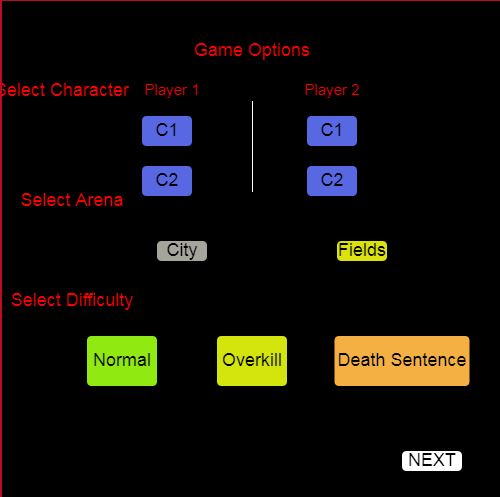 Game Options
Select Character Player 1 Player 2
C1 C1
C2 C2
Select Arena
City Fields
Select Difficulty
Normal Overkill Death Sentence
NEXT